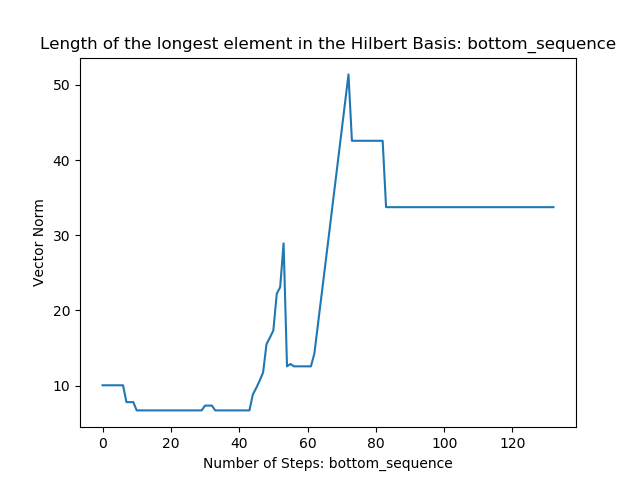 Length of the longest element in the Hilbert Basis: bottom_sequence
50
40
30
20
10
Vector Norm
0 20 40 60 80 100 120
Number of Steps: bottom_sequence